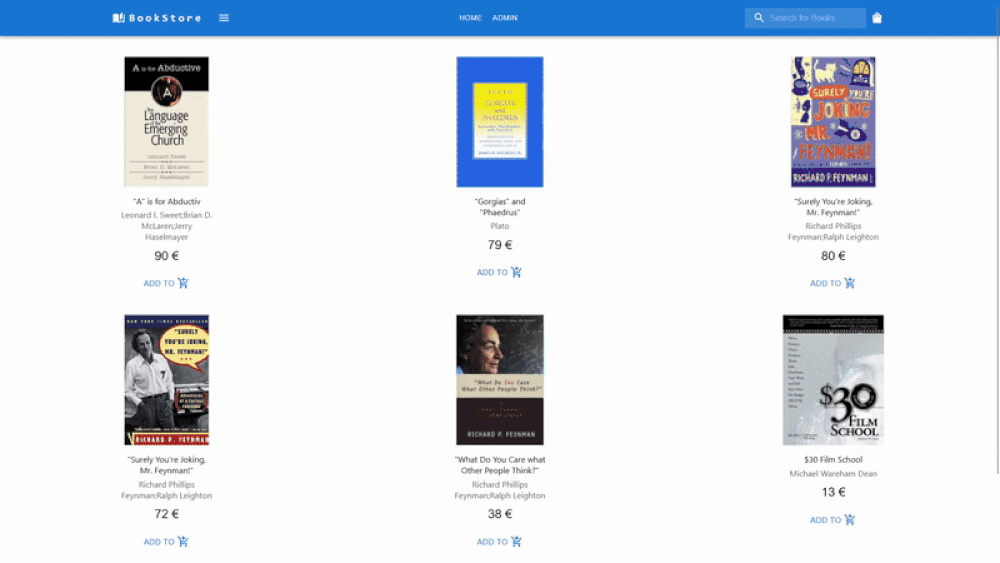 BookStore
HOME ADMIN
Search for Books
A is for Abductive
A
The
Language
of the
Emerging
Church
Leonard Sweet
Brian D. McLaren
Jerry Haselmayer
"A" is for Abductiv
Leonard I. Sweet;Brian D.
McLaren;Jerry
Haselmayer
90 €
ADD TO
PLATO
GORGIAS
and
PHAEDRUS
"Gorgias" and
"Phaedrus"
Plato
79 €
ADD TO
SURELY YOU'RE
JOKING
MR.
FEYNMAN!
RICHARD P. FEYNMAN
"Surely You're Joking,
Mr. Feynman!"
Richard Phillips
Feynman;Ralph Leighton
80 €
ADD TO
NEW YORK TIMES BESTSELLER
"SURELY
YOU'RE JOKING,
MR. FEYNMAN!"
RICHARD P. FEYNMAN
"Surely You're Joking,
Mr. Feynman!"
Richard Phillips
Feynman;Ralph Leighton
72 €
ADD TO
"What Do You Care
What Other People Think?"
RICHARD P. FEYNMAN
"What Do You Care what
Other People Think?"
Richard Phillips
Feynman;Ralph Leighton
38 €
ADD TO
$30
FILM
SCHOOL
$30 Film School
Michael Wareham Dean
13 €
ADD TO